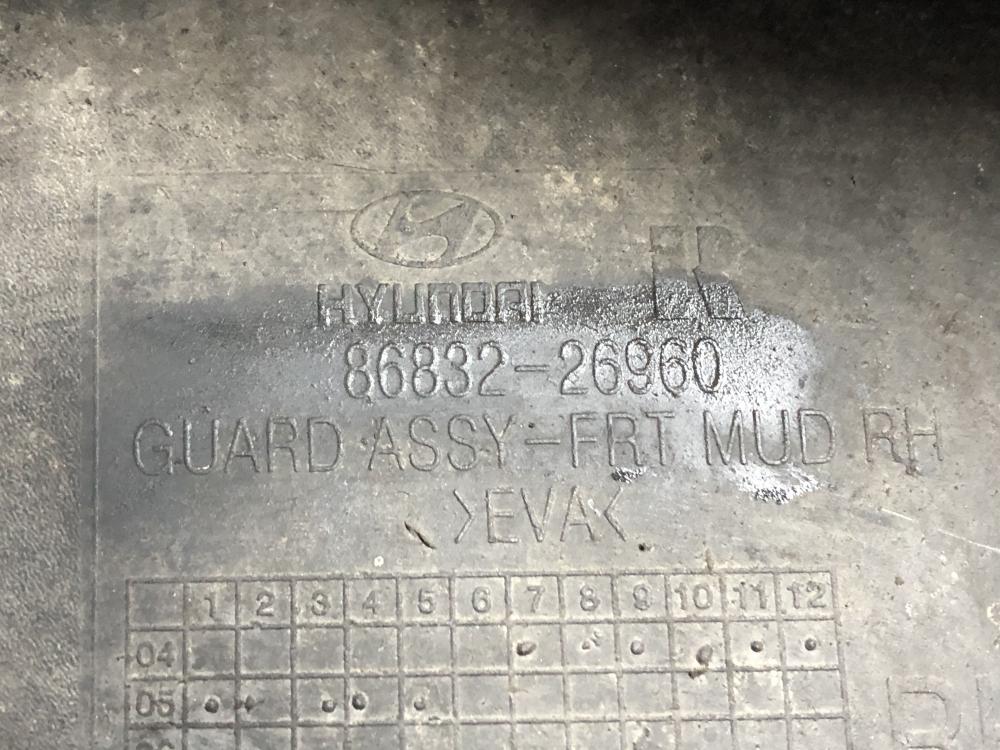 HYUNDAI
86832-26960
GUARD ASSY-FRT MUD RH
>EVA<
1 2 3 4 5 6 7 8 9 10 11 12
04
05